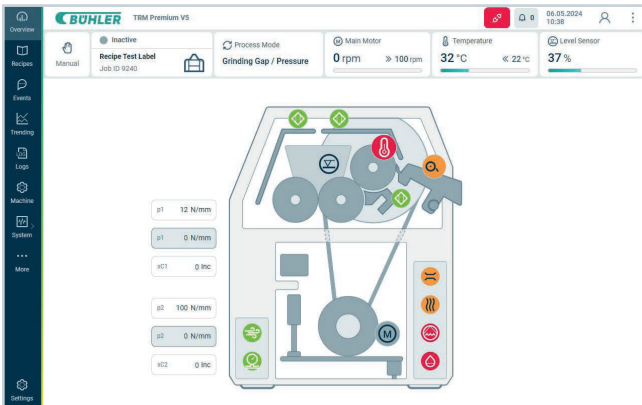 Overview
Recipes
Events
Trending
Logs
Machine
System
More
Settings
BÜHLER TRM Premium V5
0 06.05.2024
10:38
Manual
Inactive
Recipe Test Label
Job ID 9240
Process Mode
Grinding Gap / Pressure
Main Motor
0 rpm » 100 rpm
Temperature
32 °C « 22 °C
Level Sensor
37 %
p1 12 N/mm
p1 0 N/mm
xC1 0 Inc
p2 100 N/mm
p2 0 N/mm
xC2 0 Inc
M